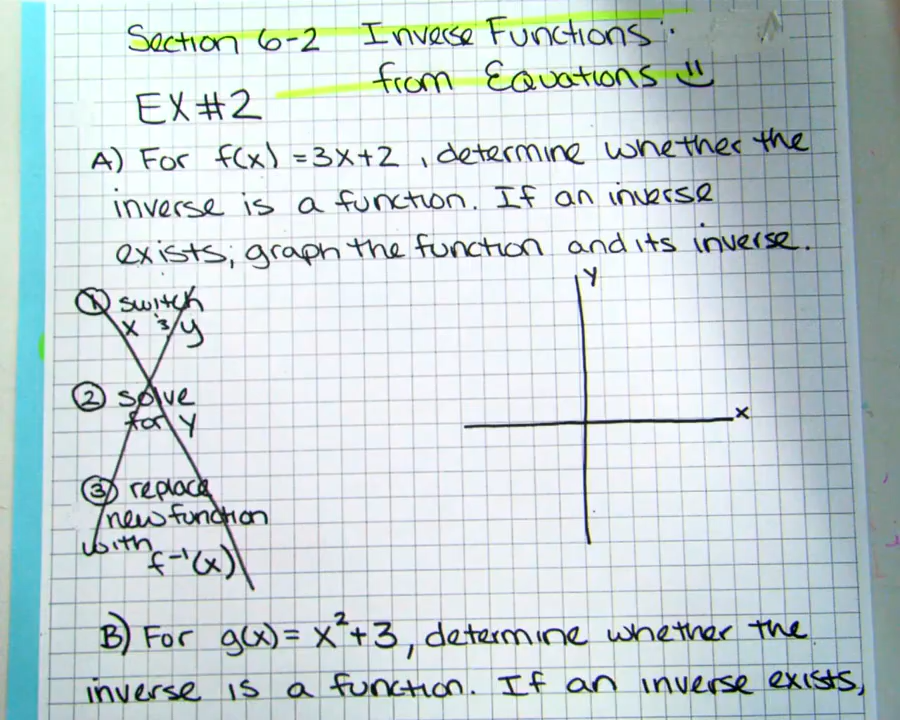 Section 6-2 Inverse Functions:
from Equations
EX#2
A) For f(x) = 3x+2, determine whether the
inverse is a function. If an inverse
exists, graph the function and its inverse.
① switch
x & y
② solve
for y
③ replace
new function
with f⁻¹(x)
y
x
B) For g(x) = x²+3, determine whether the
inverse is a function. If an inverse exists,